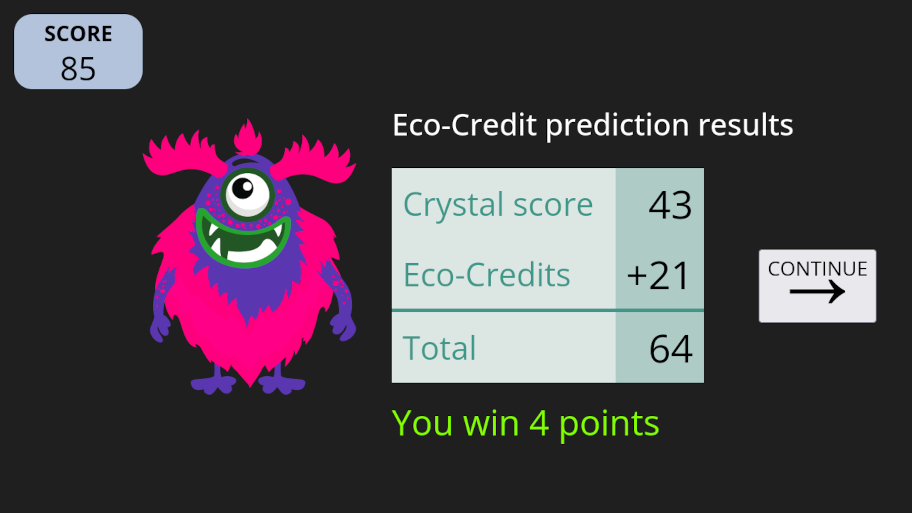 SCORE
85
Eco-Credit prediction results
Crystal score 43
Eco-Credits +21
Total 64
CONTINUE
You win 4 points